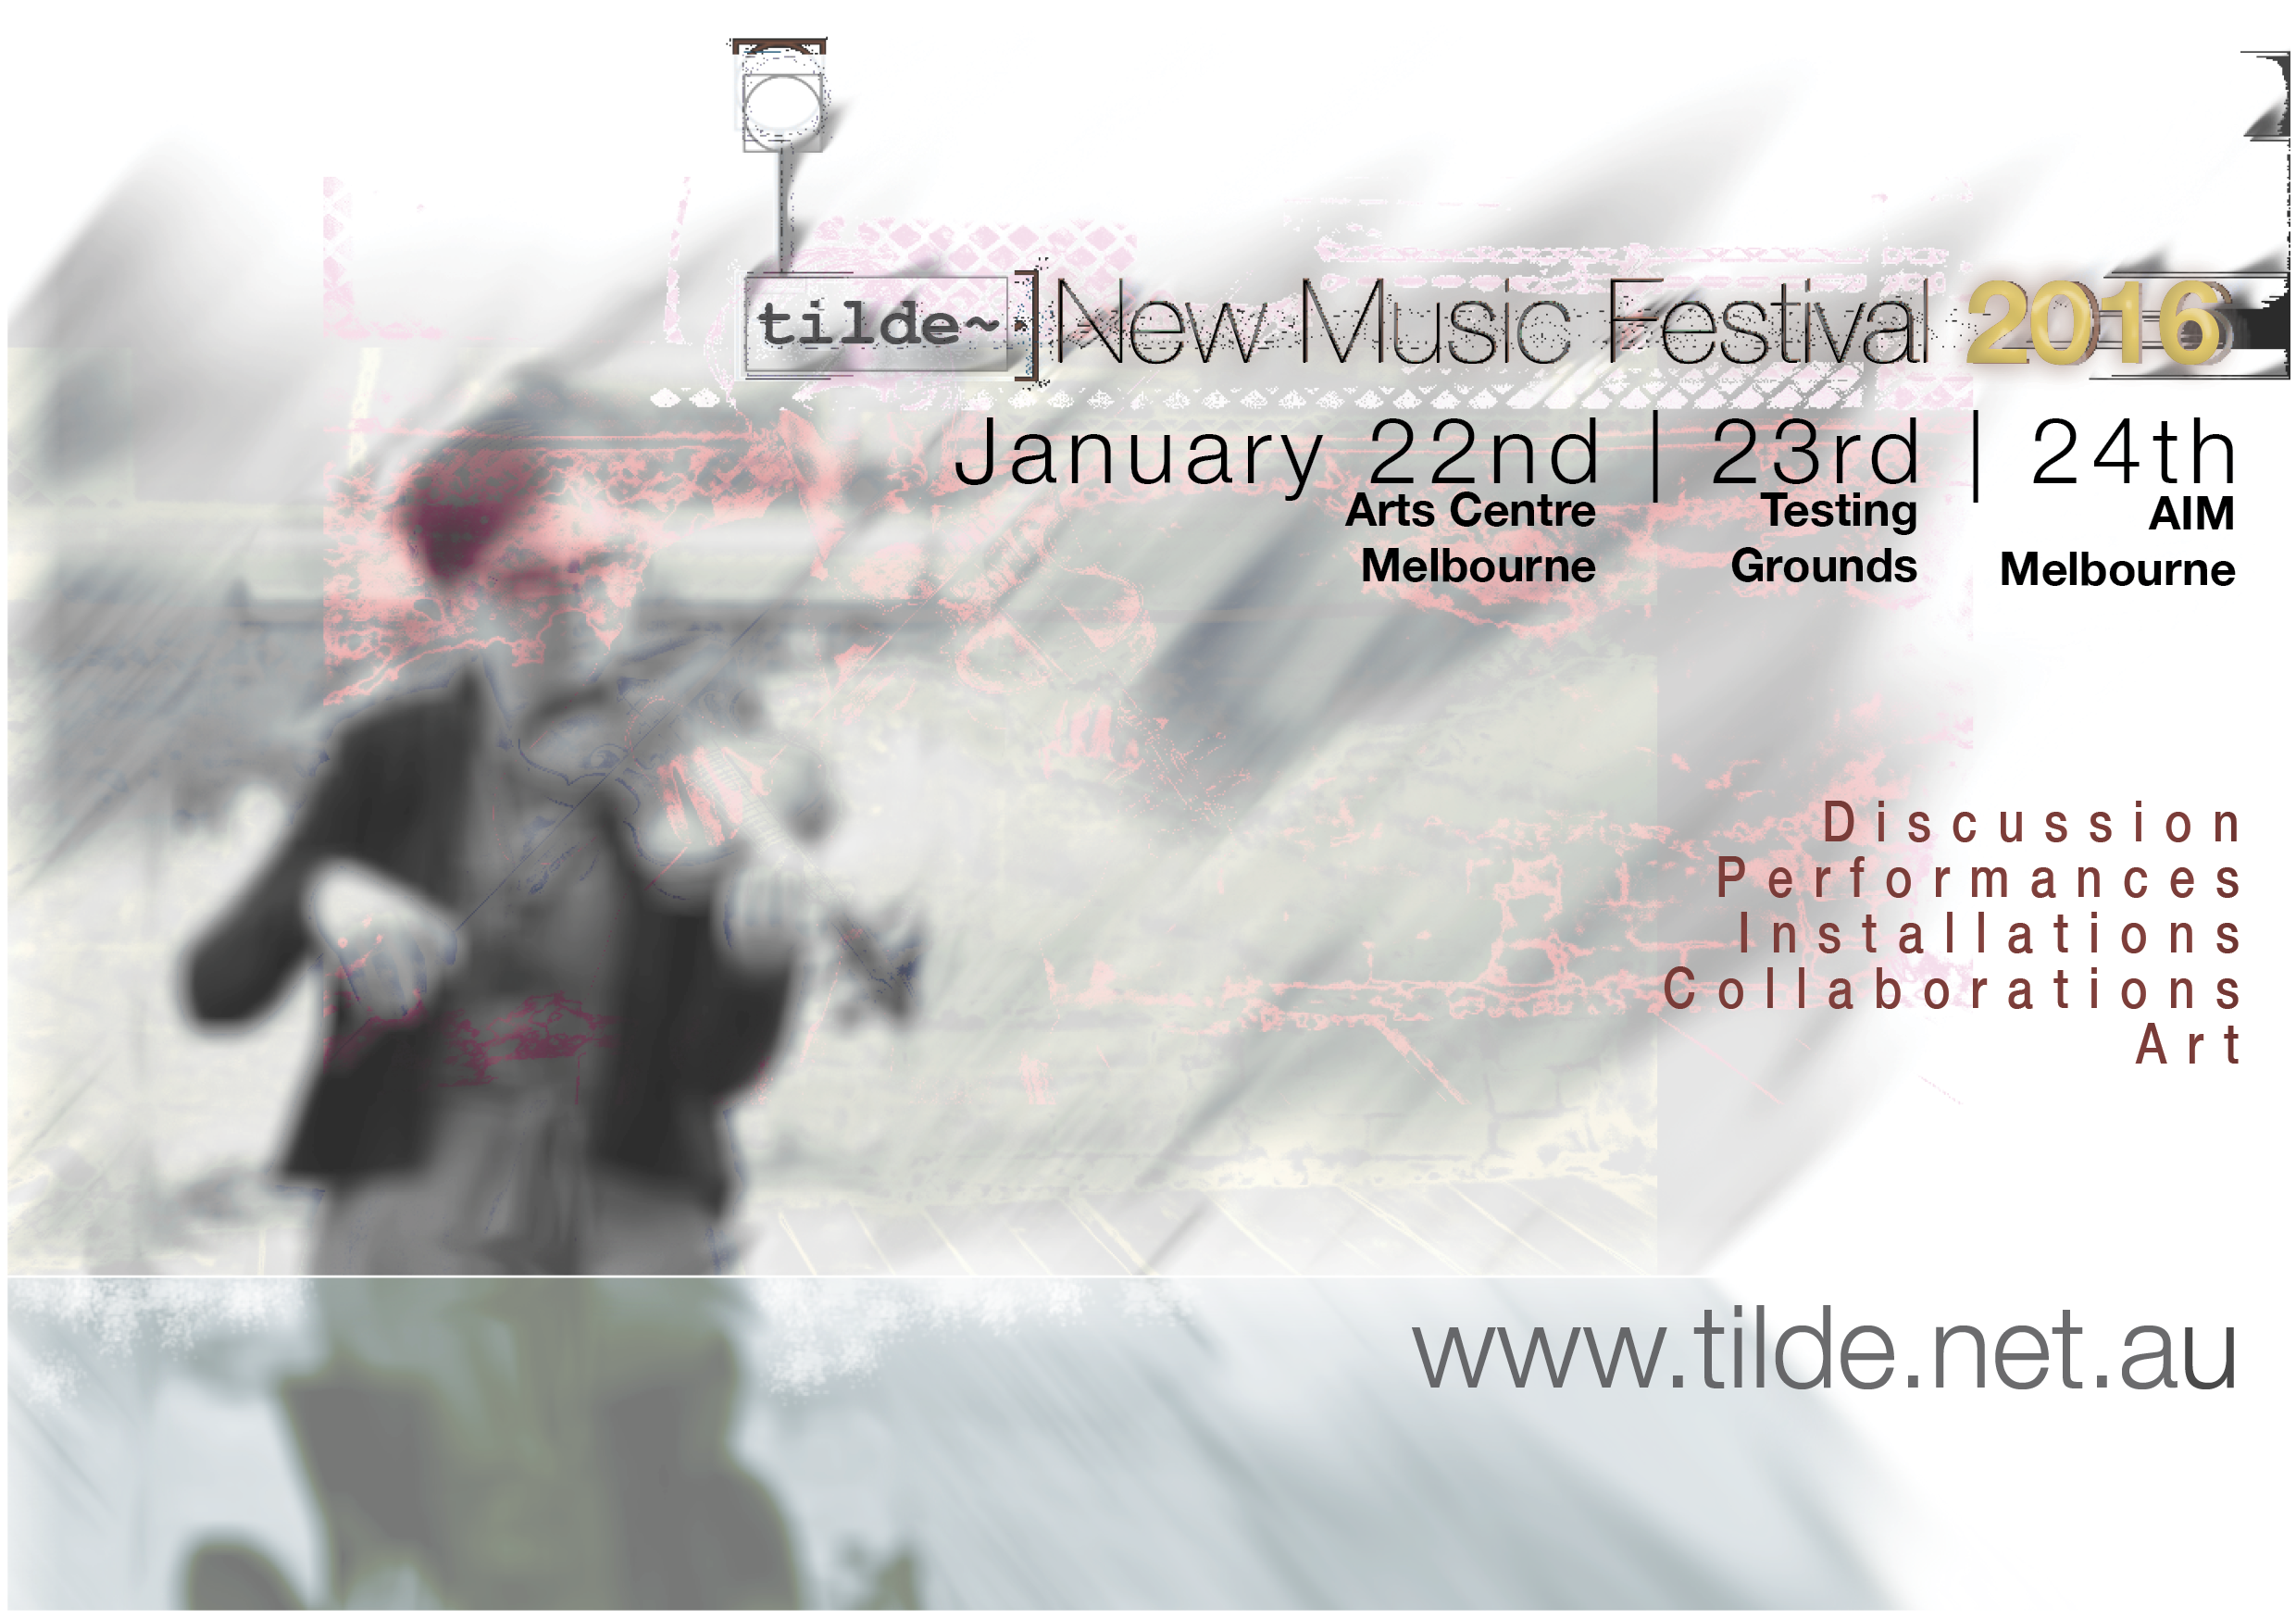 tilde~ New Music Festival 2016
January 22nd | 23rd | 24th
Arts Centre Testing AIM
Melbourne Grounds Melbourne
Discussion
Performances
Installations
Collaborations
Art
www.tilde.net.au